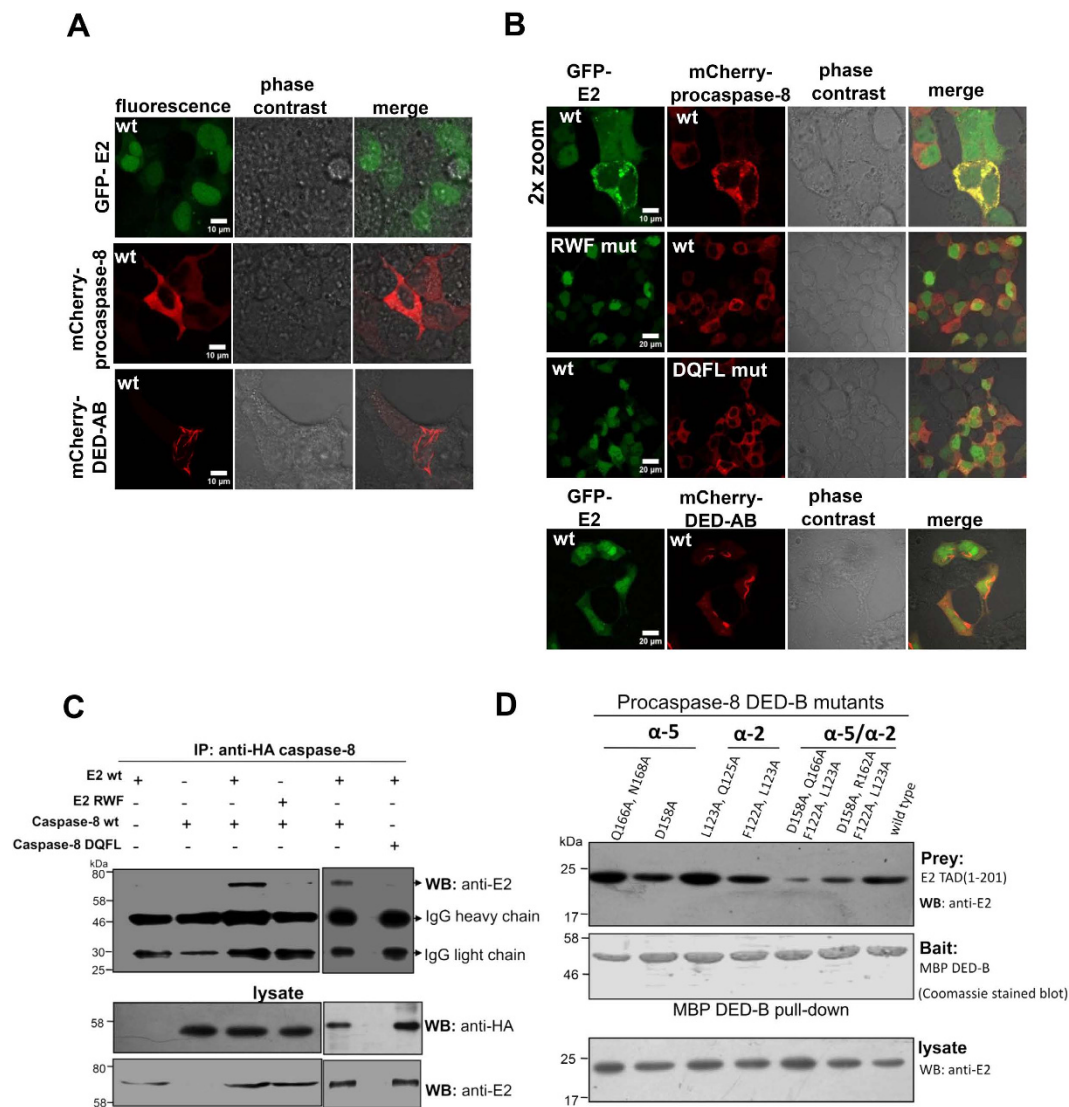 A
fluorescence
phase
contrast
merge
GFP- E2
wt
10 µm
mCherry-
procaspase-8
wt
10 µm
mCherry-
DED-AB
wt
10 µm
B
GFP-
E2
mCherry-
procaspase-8
phase
contrast
merge
2x zoom
wt
wt
10 µm
RWF mut
wt
20 µm
wt
DQFL mut
20 µm
GFP-
E2
mCherry-
DED-AB
phase
contrast
merge
wt
wt
20 µm
C
IP: anti-HA caspase-8
E2 wt + - + - + +
E2 RWF - - - + - -
Caspase-8 wt - + + + + -
Caspase-8 DQFL - - - - - +
kDa
80
58
46
30
25
WB: anti-E2
IgG heavy chain
IgG light chain
lysate
58
WB: anti-HA
80
58
WB: anti-E2
D
Procaspase-8 DED-B mutants
α-5
α-2
α-5/α-2
Q166A, N168A
D158A
L123A, Q125A
F122A, L123A
D158A, Q166A
F122A, L123A
D158A, R162A
F122A, L123A
wild type
kDa
25
17
Prey:
E2 TAD(1-201)
WB: anti-E2
58
46
Bait:
MBP DED-B
(Coomassie stained blot)
MBP DED-B pull-down
25
17
lysate
WB: anti-E2